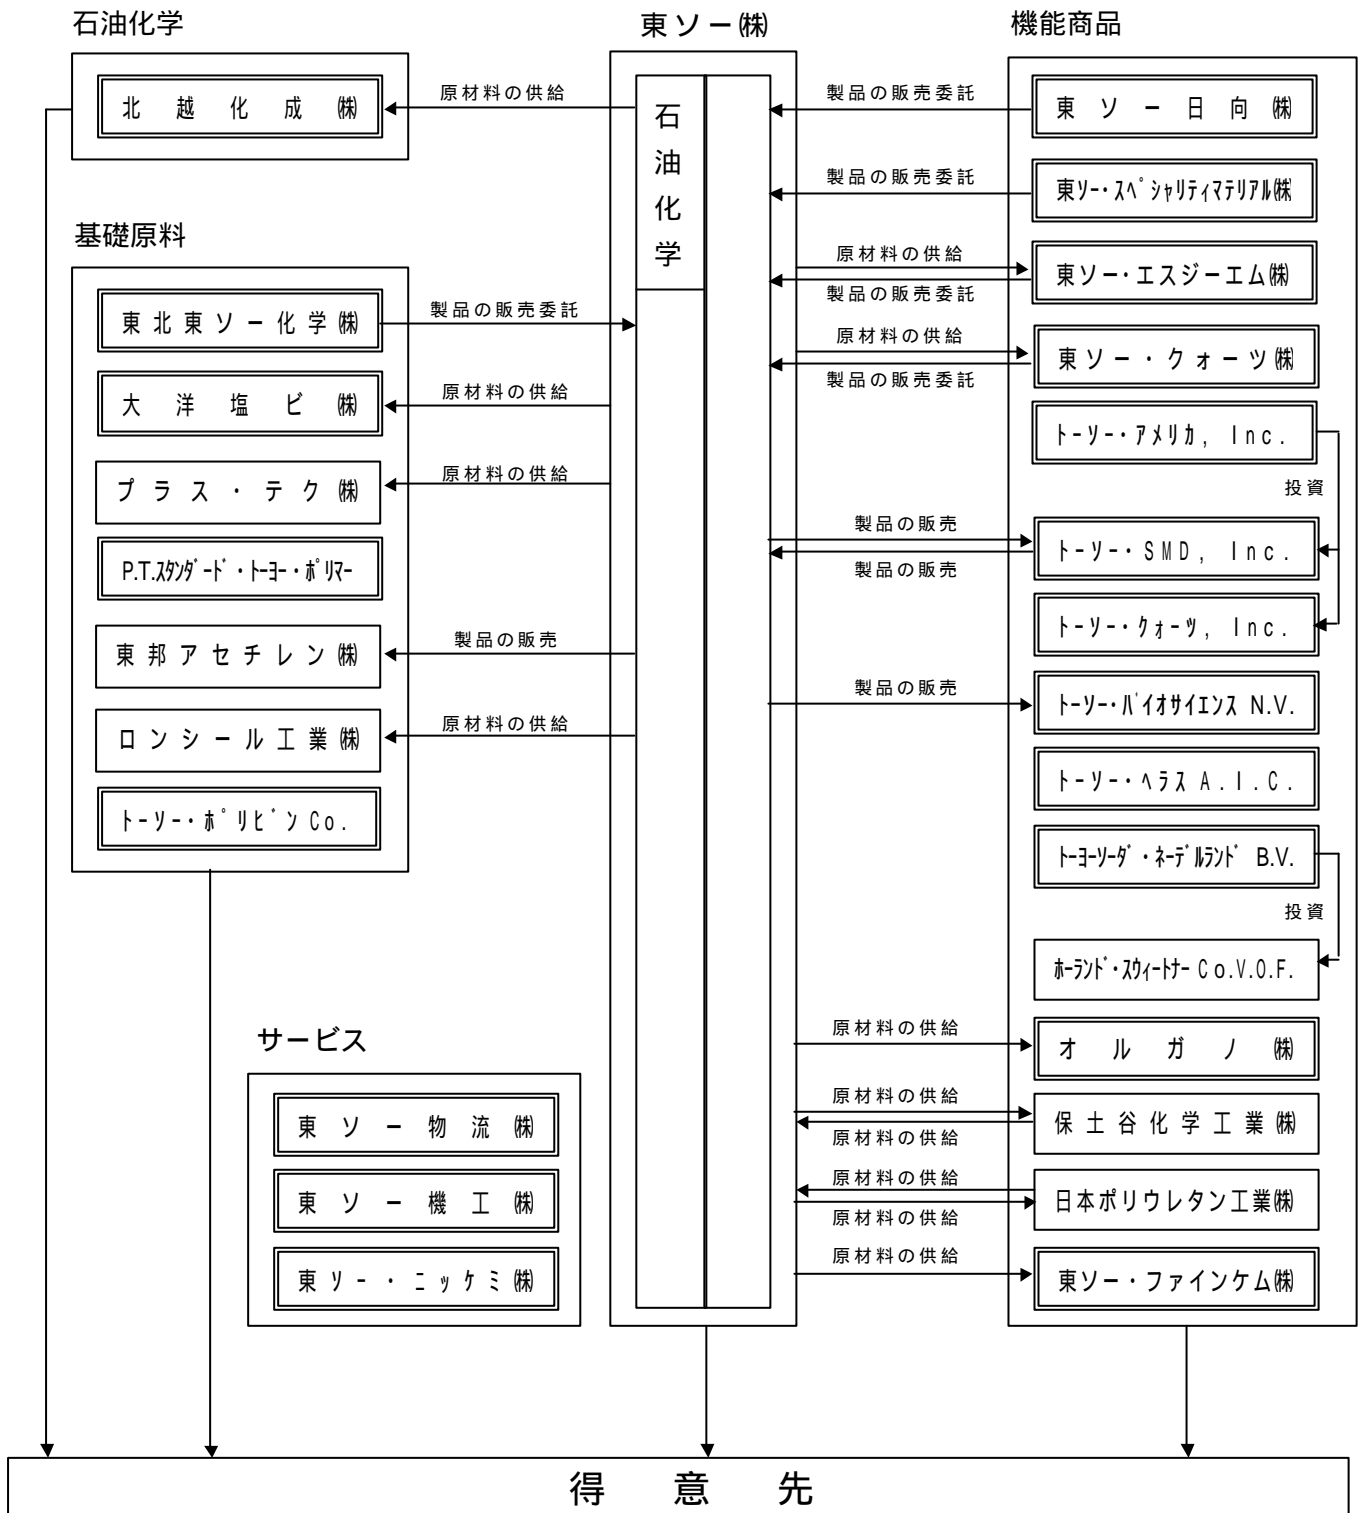 石油化学
北越化成㈱
原材料の供給
基礎原料
東北東ソー化学㈱
製品の販売委託
大洋塩ビ㈱
原材料の供給
プラス・テク㈱
原材料の供給
P.T.ｽﾀﾝﾀﾞｰﾄﾞ・ﾄｰﾖｰ・ﾎﾟﾘﾏｰ
東邦アセチレン㈱
製品の販売
ロンシール工業㈱
原材料の供給
ﾄｰｿｰ・ﾎﾟﾘﾋﾞﾝ Co.
サービス
東ソー物流㈱
東ソー機工㈱
東ソー・ニッケミ㈱
東ソー㈱
石油化学
機能商品
製品の販売委託
東ソー日向㈱
製品の販売委託
東ソー・ｽﾍﾟｼｬﾘﾃｨﾏﾃﾘｱﾙ㈱
原材料の供給
東ソー・エスジーエム㈱
製品の販売委託
原材料の供給
東ソー・クォーツ㈱
製品の販売委託
ﾄｰｿｰ・ｱﾒﾘｶ, Inc.
投資
製品の販売
ﾄｰｿｰ・SMD, Inc.
製品の販売
ﾄｰｿｰ・ｸｫｰﾂ, Inc.
製品の販売
ﾄｰｿｰ・ﾊﾞｲｵｻｲｴﾝｽ N.V.
ﾄｰｿｰ・ﾍﾗｽ A.I.C.
ﾄｰﾖｰｿｰﾀﾞ・ﾈｰﾃﾞﾙﾗﾝﾄﾞ B.V.
投資
ﾎｰﾗﾝﾄﾞ・ｽｳｨｰﾄﾅｰ Co.V.O.F.
原材料の供給
オルガノ㈱
原材料の供給
保土谷化学工業㈱
原材料の供給
原材料の供給
日本ポリウレタン工業㈱
原材料の供給
原材料の供給
東ソー・ファインケム㈱
得意先